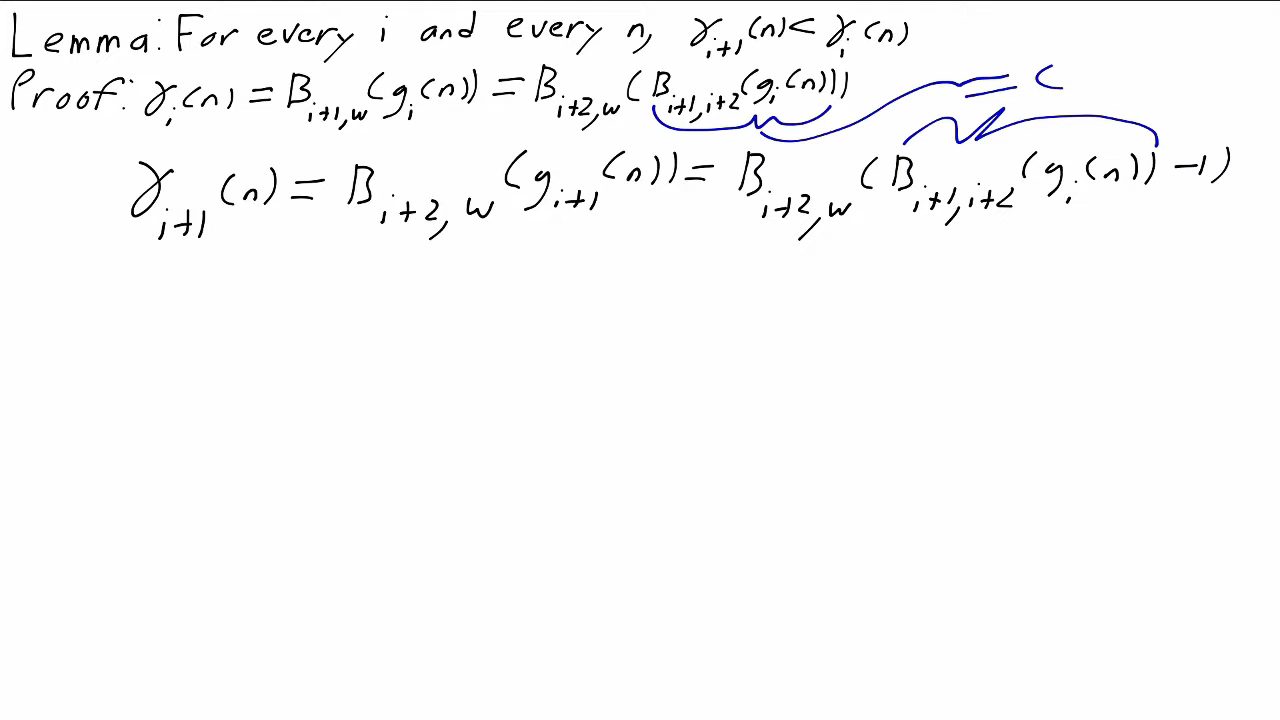 Lemma: For every i and every n, γ_{i+1}(n) < γ_i(n)
Proof: γ_i(n) = B_{i+1,w}(g_i(n)) = B_{i+2,w}(B_{i+1,i+2}(g_i(n))) = C
γ_{i+1}(n) = B_{i+2,w}(g_{i+1}(n)) = B_{i+2,w}(B_{i+1,i+2}(g_i(n)) -1)